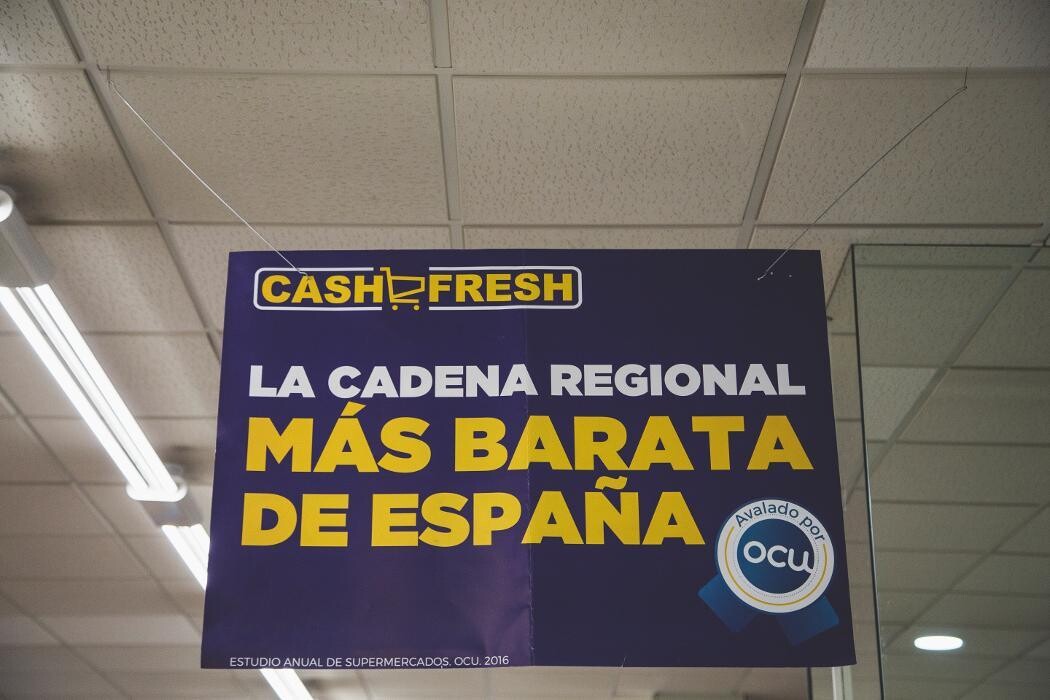 CASH FRESH
LA CADENA REGIONAL
MÁS BARATA
DE ESPAÑA
Avalado por
ocu
ESTUDIO ANUAL DE SUPERMERCADOS. OCU. 2016